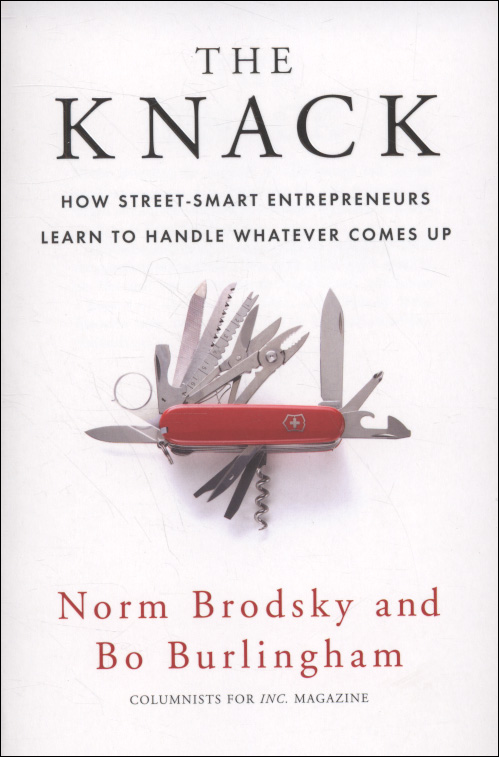 THE
KNACK
HOW STREET-SMART ENTREPRENEURS
LEARN TO HANDLE WHATEVER COMES UP
Norm Brodsky and
Bo Burlingham
COLUMNISTS FOR INC. MAGAZINE